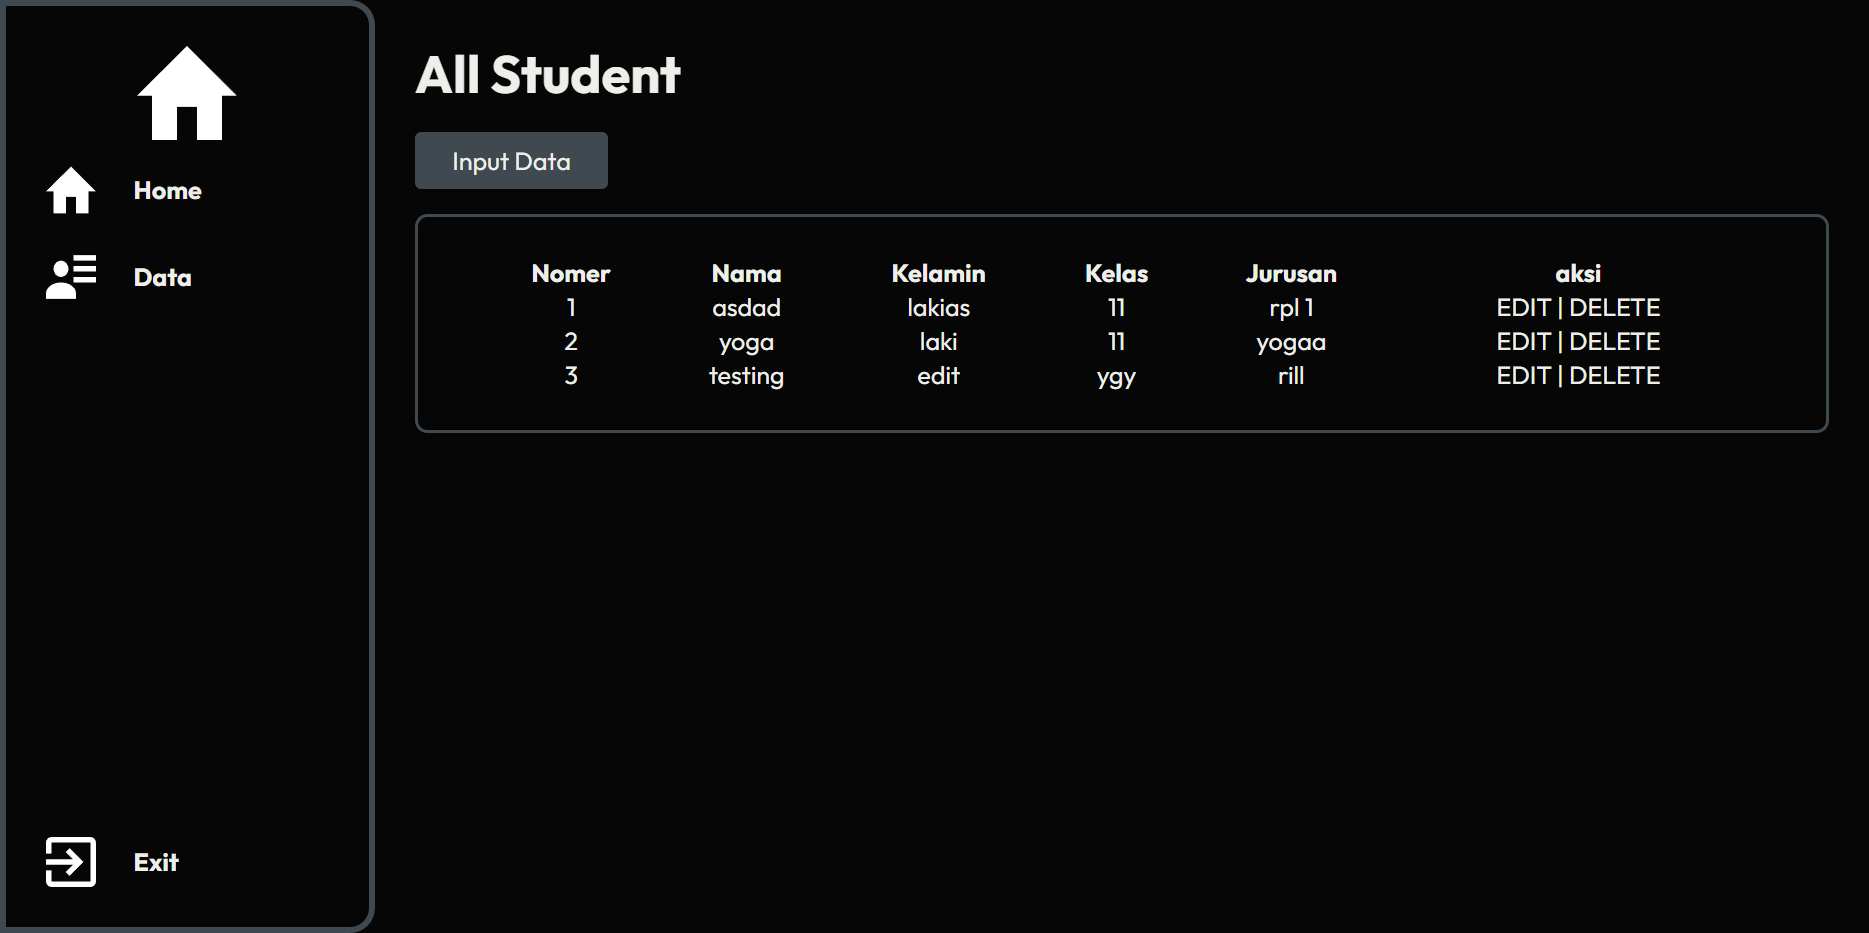 Home
Data
Exit
All Student
Input Data
Nomer Nama Kelamin Kelas Jurusan aksi
1 asdad lakias 11 rpl 1 EDIT | DELETE
2 yoga laki 11 yogaa EDIT | DELETE
3 testing edit ygy rill EDIT | DELETE